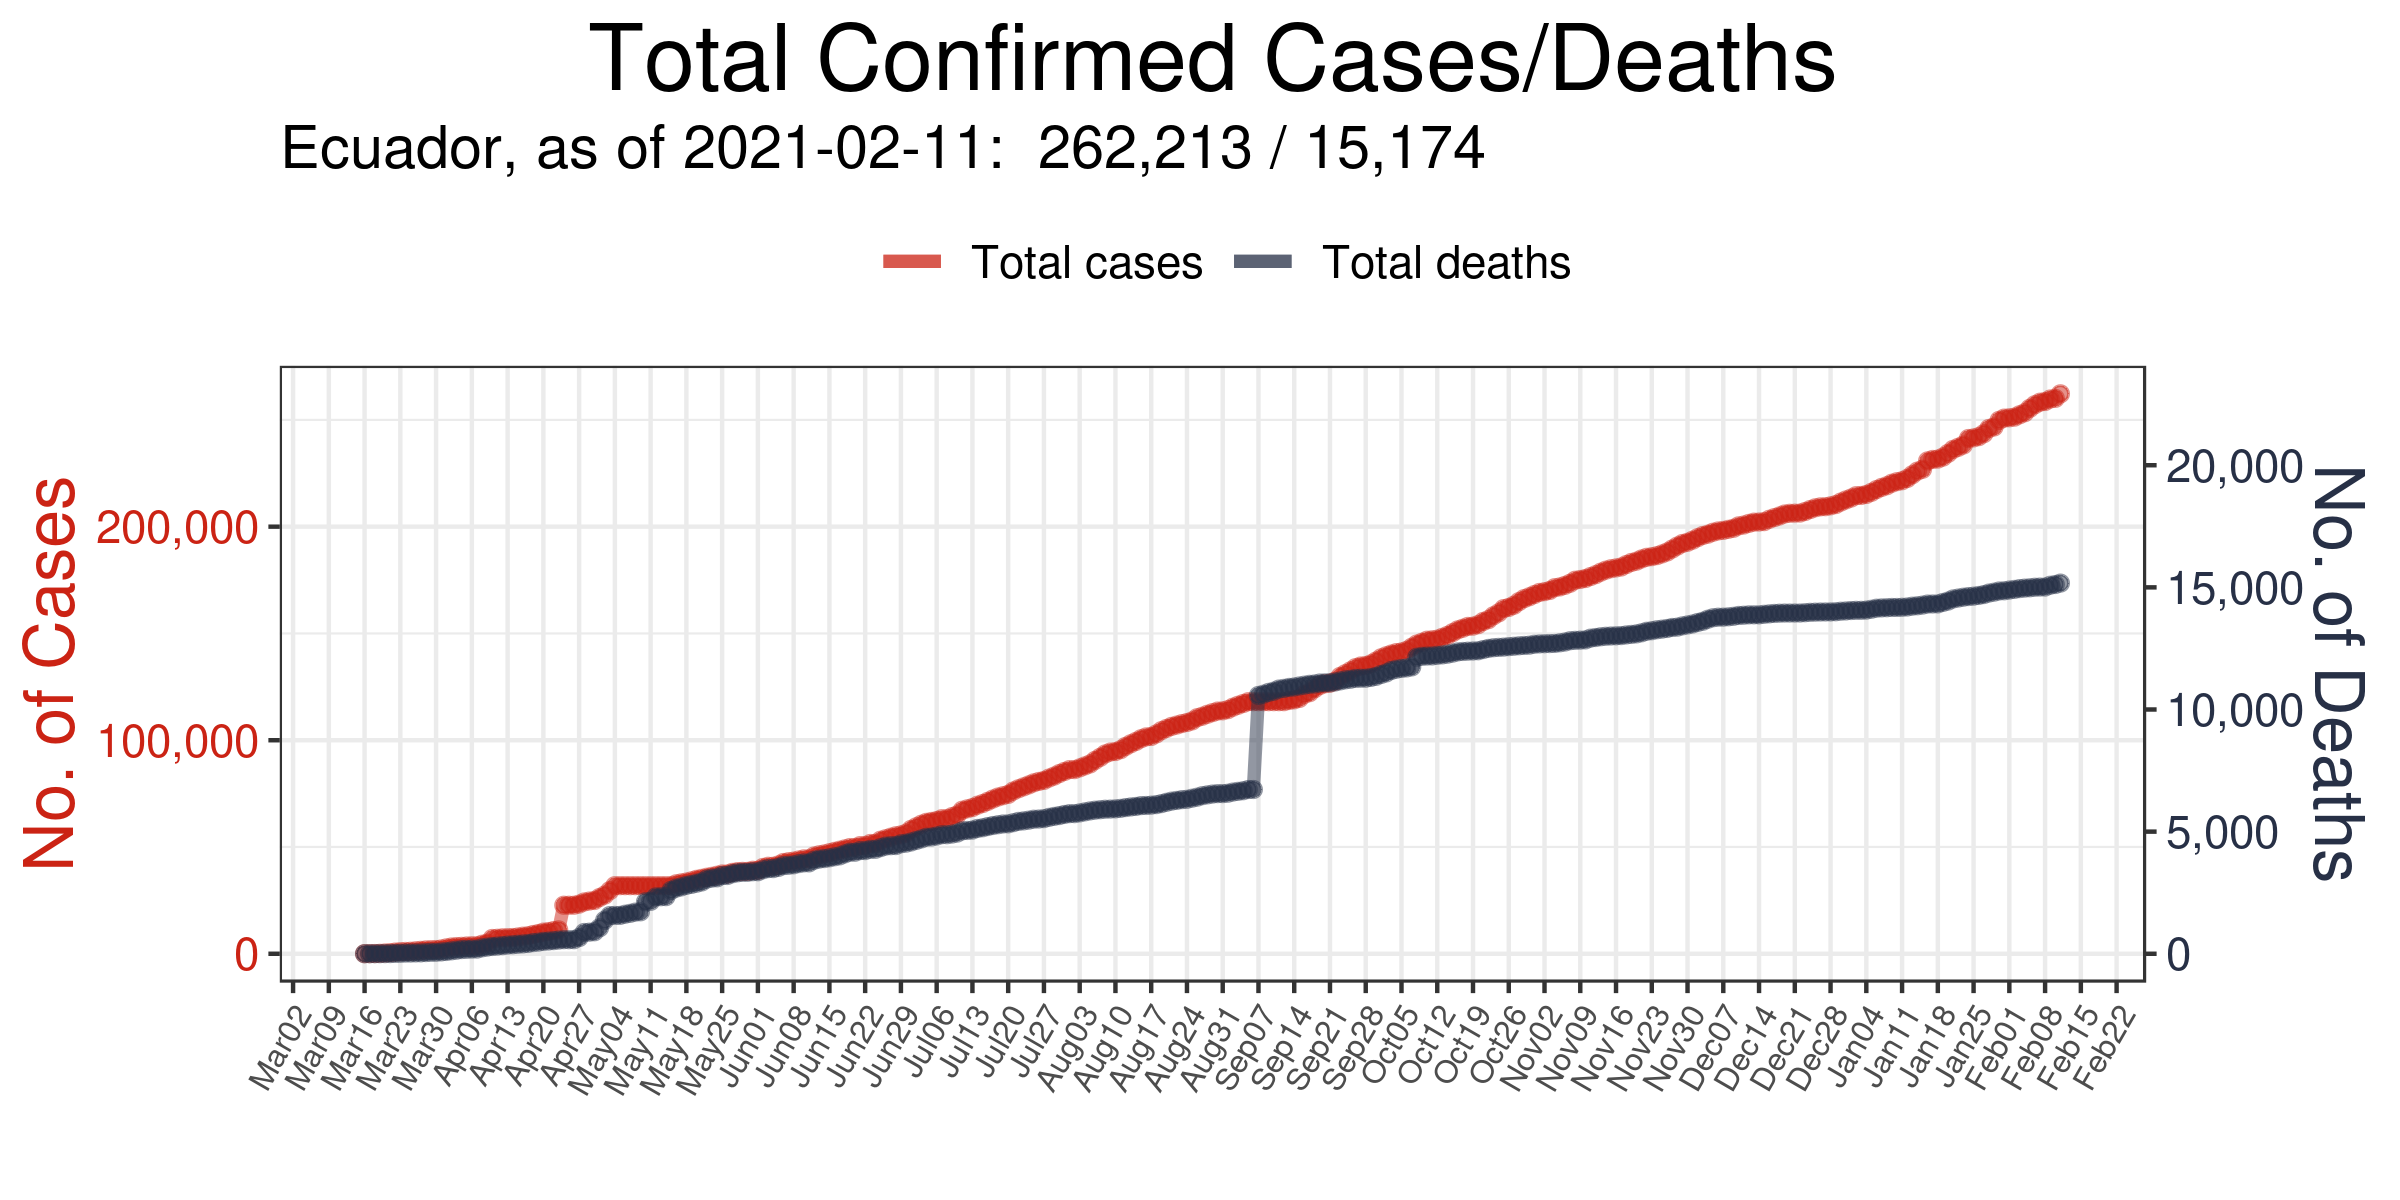 Total Confirmed Cases/Deaths
Ecuador, as of 2021-02-11:  262,213 / 15,174
Total cases
Total deaths
No. of Cases
200,000
100,000
0
20,000
15,000
10,000
5,000
0
No. of Deaths
Mar02
Mar09
Mar16
Mar23
Mar30
Apr06
Apr13
Apr20
Apr27
May04
May11
May18
May25
Jun01
Jun08
Jun15
Jun22
Jun29
Jul06
Jul13
Jul20
Jul27
Aug03
Aug10
Aug17
Aug24
Aug31
Sep07
Sep14
Sep21
Sep28
Oct05
Oct12
Oct19
Oct26
Nov02
Nov09
Nov16
Nov23
Nov30
Dec07
Dec14
Dec21
Dec28
Jan04
Jan11
Jan18
Jan25
Feb01
Feb08
Feb15
Feb22